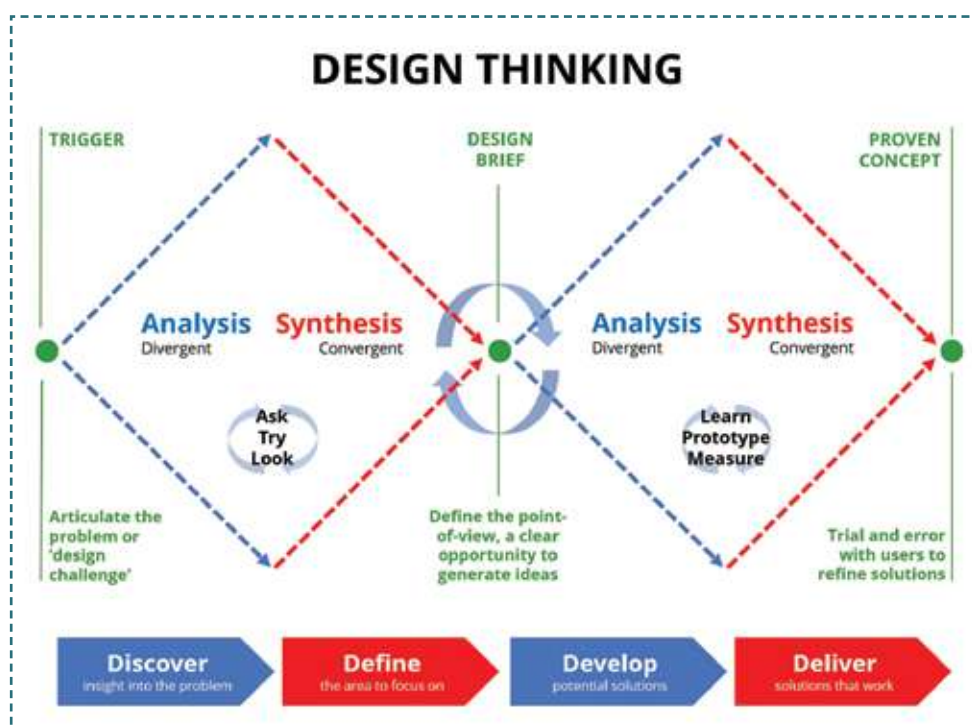 DESIGN THINKING
TRIGGER
DESIGN
BRIEF
PROVEN
CONCEPT
Analysis
Divergent
Synthesis
Convergent
Analysis
Divergent
Synthesis
Convergent
Ask
Try
Look
Learn
Prototype
Measure
Articulate the
problem or
'design
challenge'
Define the point-
of-view, a clear
opportunity to
generate ideas
Trial and error
with users to
refine solutions
Discover
insight into the problem
Define
the area to focus on
Develop
potential solutions
Deliver
solutions that work